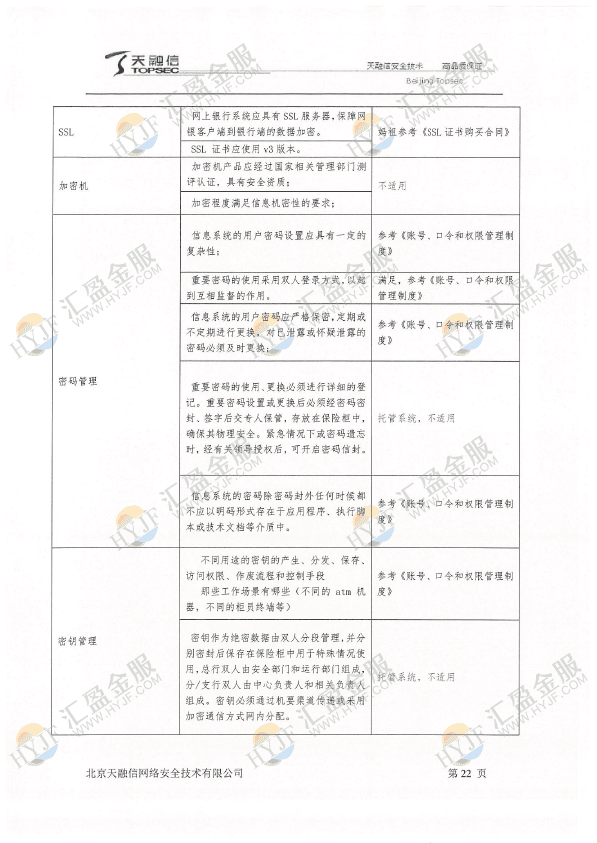 天融信
TOPSEC
天融信安全技术 高品质保证
Beijing Topsec
SSL
网上银行系统应具有 SSL 服务器,保障网
银客户端到银行端的数据加密。
SSL 证书应使用 v3 版本。
妈祖参考《SSL 证书购买合同》
加密机
加密机产品应经过国家相关管理部门测
评认证，具有安全资质；
加密程度满足信息机密性的要求；
不适用
密码管理
信息系统的用户密码设置应具有一定的
复杂性；
参考《账号、口令和权限管理制
度》
重要密码的使用采用双人登录方式,以起
到互相监督的作用。
满足，参考《账号、口令和权限
管理制度》
信息系统的用户密码应严格保密,定期或
不定期进行更换，对已泄露或怀疑泄露的
密码必须及时更换；
参考《账号、口令和权限管理制
度》
重要密码的使用、更换必须进行详细的登
记。重要密码设置或更换后必须经密码密
封、签字后交专人保管，存放在保险柜中，
确保其物理安全。紧急情况下或密码遗忘
时，经有关领导授权后，可开启密码信封。
托管系统，不适用
信息系统的密码除密码封外任何时候都
不应以明码形式存在于应用程序、执行脚
本或技术文档等介质中。
参考《账号、口令和权限管理制
度》
密钥管理
不同用途的密钥的产生、分发、保存、
访问权限、作废流程和控制手段
那些工作场景有哪些（不同的 atm 机
器，不同的柜员终端等）
参考《账号、口令和权限管理制
度》
密钥作为绝密数据由双人分段管理,并分
别密封后保存在保险柜中用于特殊情况使
用,总行双人由安全部门和运行部门组成，
分/支行双人由中心负责人和相关负责人
组成。密钥必须通过机要渠道传递或采用
加密通信方式网内分配。
托管系统，不适用
北京天融信网络安全技术有限公司 第 22 页
汇盈金服
WWW.HYJF.COM
HYJF